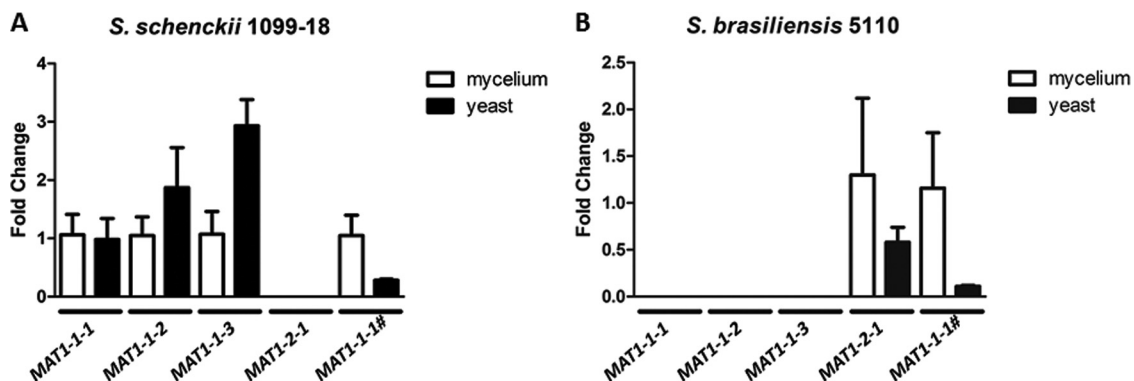 A
S. schenckii 1099-18
4
3
2
1
0
Fold Change
mycelium
yeast
MAT1-1-1
MAT1-1-2
MAT1-1-3
MAT1-2-1
MAT1-1-1#
B
S. brasiliensis 5110
2.5
2.0
1.5
1.0
0.5
0.0
Fold Change
mycelium
yeast
MAT1-1-1
MAT1-1-2
MAT1-1-3
MAT1-2-1
MAT1-1-1#